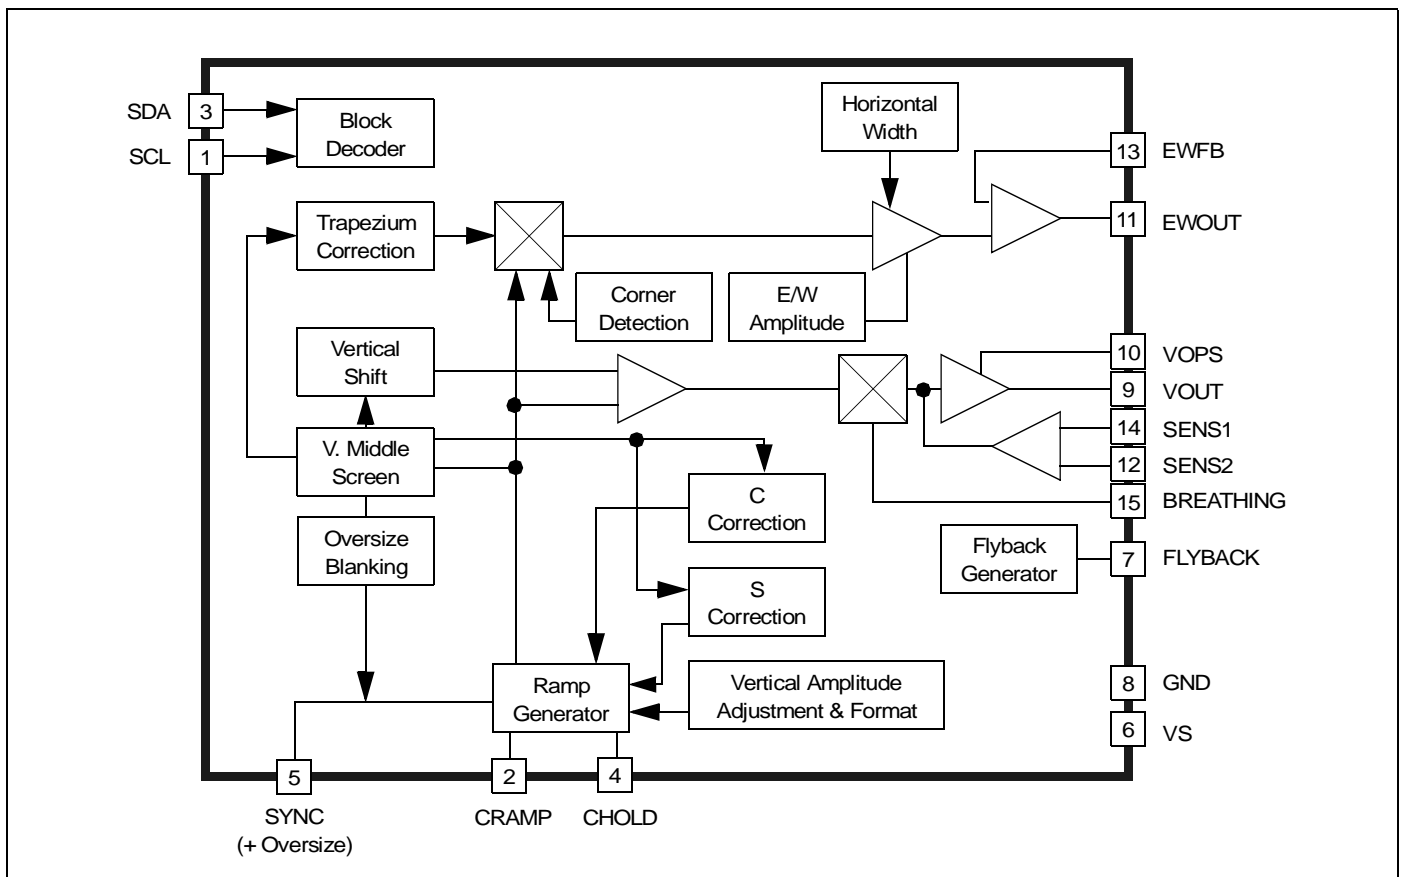 SDA
3
Block
Decoder
SCL
1
Horizontal
Width
13
EWFB
11
EWOUT
Trapezium
Correction
Corner
Detection
E/W
Amplitude
Vertical
Shift
10
VOPS
9
VOUT
14
SENS1
12
SENS2
15
BREATHING
V. Middle
Screen
C
Correction
Oversize
Blanking
Flyback
Generator
7
FLYBACK
S
Correction
Ramp
Generator
Vertical Amplitude
Adjustment & Format
8
GND
6
VS
5
2
4
SYNC
(+ Oversize)
CRAMP
CHOLD